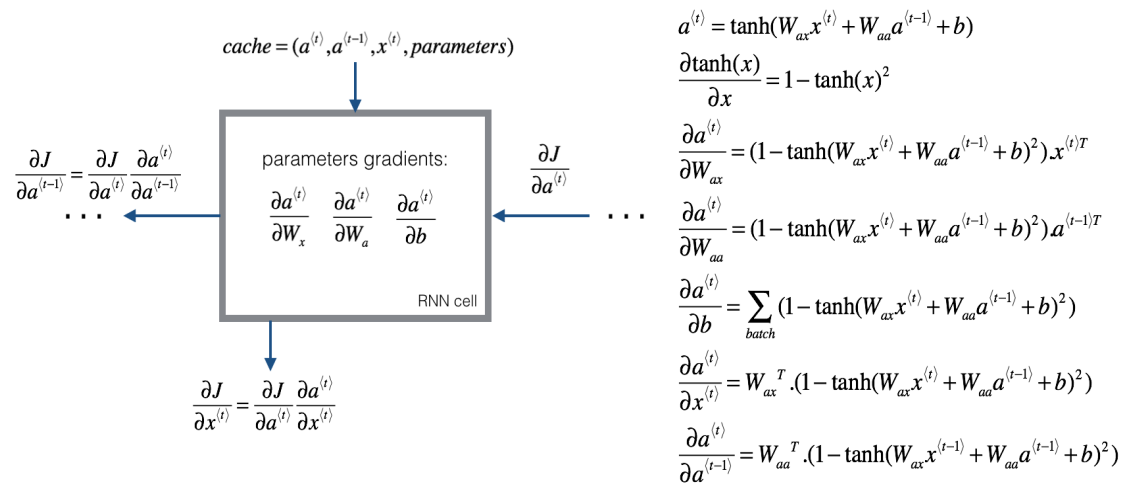 cache = (a^⟨t⟩, a^⟨t−1⟩, x^⟨t⟩, parameters)
∂J/∂a^⟨t−1⟩ = ∂J/∂a^⟨t⟩ ∂a^⟨t⟩/∂a^⟨t−1⟩
...
parameters gradients:
∂a^⟨t⟩/∂W_x ∂a^⟨t⟩/∂W_a ∂a^⟨t⟩/∂b
RNN cell
∂J/∂a^⟨t⟩
...
∂J/∂x^⟨t⟩ = ∂J/∂a^⟨t⟩ ∂a^⟨t⟩/∂x^⟨t⟩
a^⟨t⟩ = tanh(W_ax x^⟨t⟩ + W_aa a^⟨t−1⟩ + b)
∂tanh(x)/∂x = 1 − tanh(x)^2
∂a^⟨t⟩/∂W_ax = (1 − tanh(W_ax x^⟨t⟩ + W_aa a^⟨t−1⟩ + b)^2).x^⟨t⟩T
∂a^⟨t⟩/∂W_aa = (1 − tanh(W_ax x^⟨t⟩ + W_aa a^⟨t−1⟩ + b)^2).a^⟨t−1⟩T
∂a^⟨t⟩/∂b = ∑_batch (1 − tanh(W_ax x^⟨t⟩ + W_aa a^⟨t−1⟩ + b)^2)
∂a^⟨t⟩/∂x^⟨t⟩ = W_ax^T .(1 − tanh(W_ax x^⟨t⟩ + W_aa a^⟨t−1⟩ + b)^2)
∂a^⟨t⟩/∂a^⟨t−1⟩ = W_aa^T .(1 − tanh(W_ax x^⟨t−1⟩ + W_aa a^⟨t−1⟩ + b)^2)